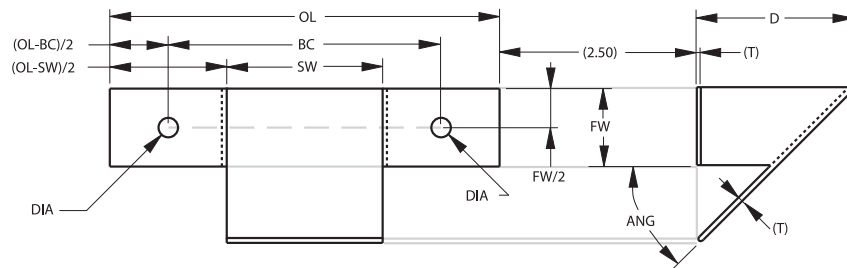 OL
D
(OL-BC)/2
BC
(2.50)
(T)
(OL-SW)/2
SW
FW
FW/2
DIA
DIA
ANG
(T)